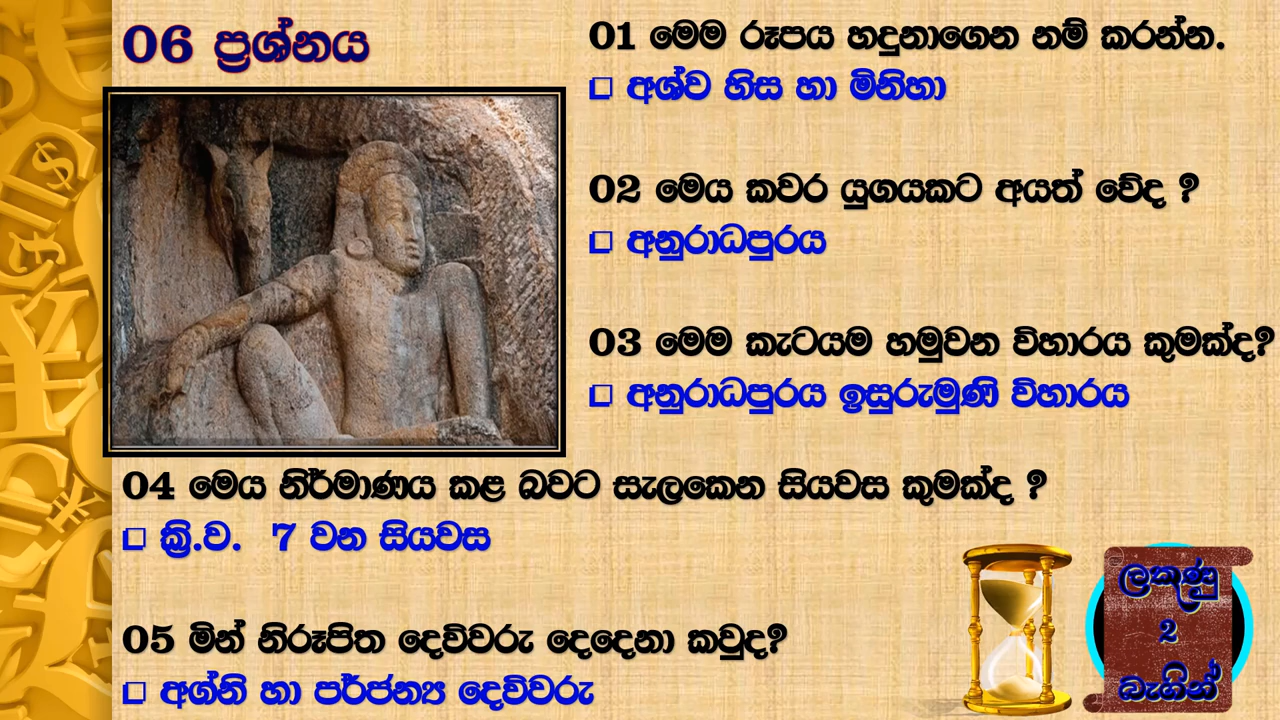 06 ප්‍රශ්නය
01 මෙම රූපය හදුනාගෙන නම් කරන්න.
□ අශ්ව හිස හා මිනිහා
02 මෙය කවර යුගයකට අයත් වේද ?
□ අනුරාධපුරය
03 මෙම කැටයම හමුවන විහාරය කුමක්ද?
□ අනුරාධපුරය ඉසුරුමුණි විහාරය
04 මෙය නිර්මාණය කළ බවට සැලකෙන සියවස කුමක්ද ?
□ ක්‍රි.ව. 7 වන සියවස
05 මින් නිරූපිත දෙවිවරු දෙදෙනා කවුද?
□ අග්නි හා පර්ජන්‍ය දෙවිවරු
ලකුණු
2
බැගින්